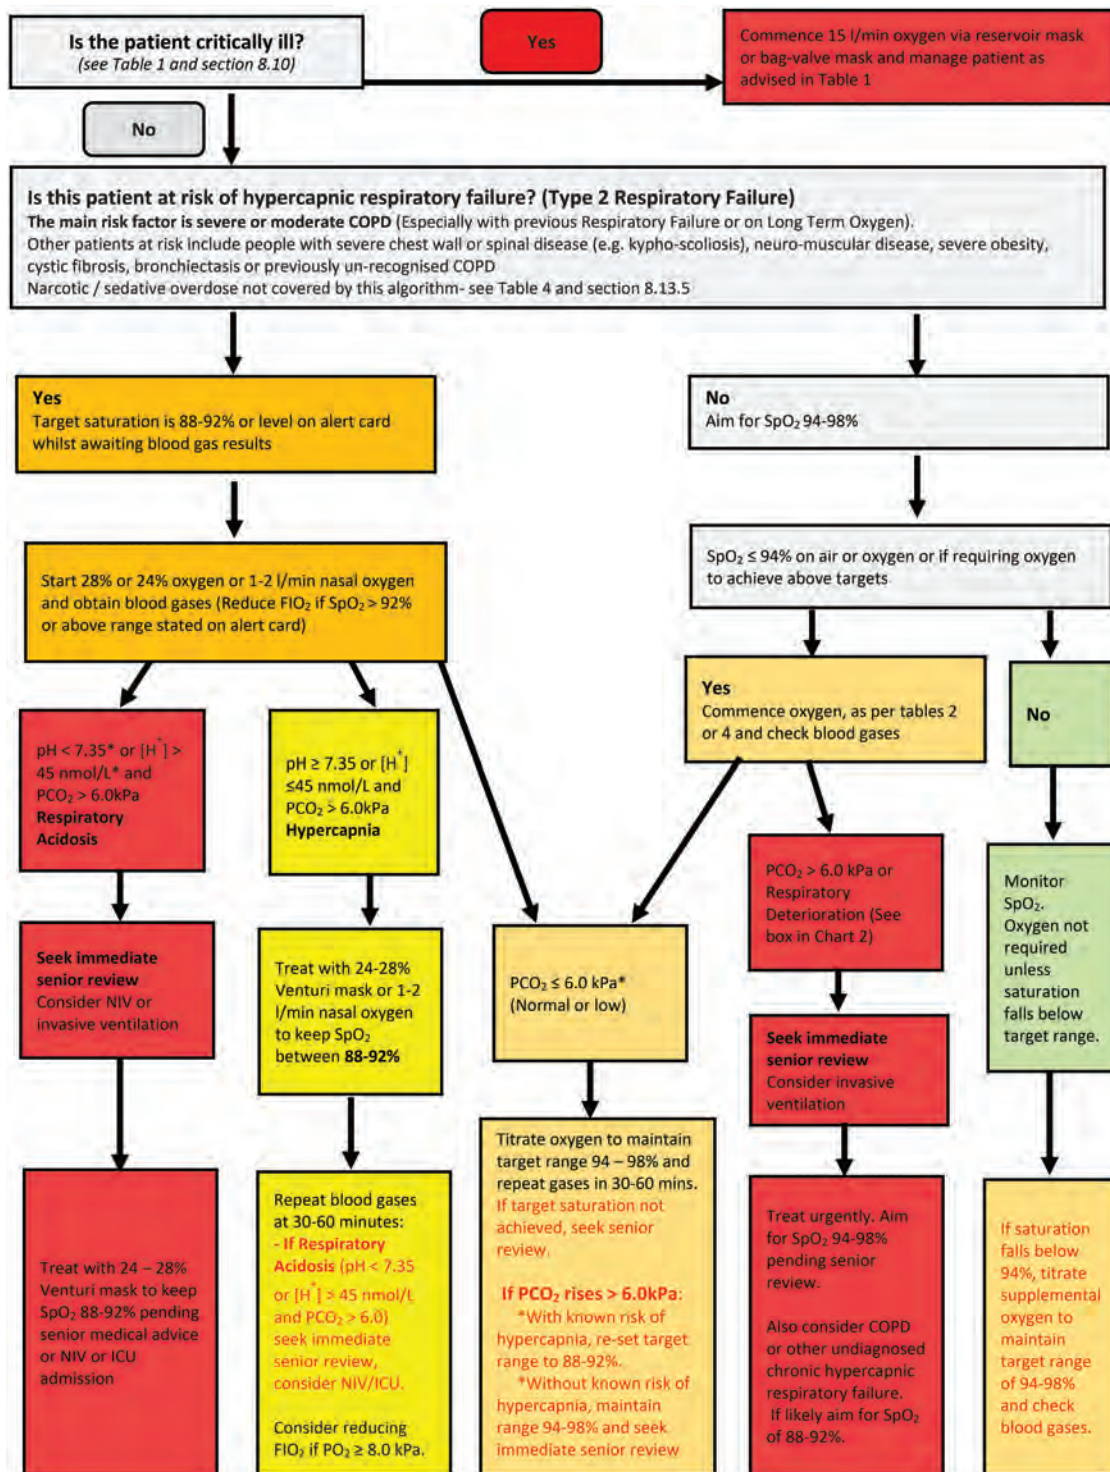 Is the patient critically ill?
(see Table 1 and section 8.10)
Yes
Commence 15 l/min oxygen via reservoir mask
or bag-valve mask and manage patient as
advised in Table 1
No
Is this patient at risk of hypercapnic respiratory failure? (Type 2 Respiratory Failure)
The main risk factor is severe or moderate COPD (Especially with previous Respiratory Failure or on Long Term Oxygen).
Other patients at risk include people with severe chest wall or spinal disease (e.g. kypho-scoliosis), neuro-muscular disease, severe obesity,
cystic fibrosis, bronchiectasis or previously un-recognised COPD
Narcotic / sedative overdose not covered by this algorithm- see Table 4 and section 8.13.5
Yes
Target saturation is 88-92% or level on alert card
whilst awaiting blood gas results
No
Aim for SpO₂ 94-98%
Start 28% or 24% oxygen or 1-2 l/min nasal oxygen
and obtain blood gases (Reduce FIO₂ if SpO₂ > 92%
or above range stated on alert card)
SpO₂ ≤ 94% on air or oxygen or if requiring oxygen
to achieve above targets
Yes
Commence oxygen, as per tables 2
or 4 and check blood gases
No
pH < 7.35* or [H⁺] >
45 nmol/L* and
PCO₂ > 6.0kPa
Respiratory
Acidosis
pH ≥ 7.35 or [H⁺]
≤45 nmol/L and
PCO₂ > 6.0kPa
Hypercapnia
PCO₂ ≤ 6.0 kPa*
(Normal or low)
PCO₂ > 6.0 kPa or
Respiratory
Deterioration (See
box in Chart 2)
Monitor
SpO₂.
Oxygen not
required
unless
saturation
falls below
target range.
Seek immediate
senior review
Consider NIV or
invasive ventilation
Treat with 24-28%
Venturi mask or 1-2
l/min nasal oxygen
to keep SpO₂
between 88-92%
Seek immediate
senior review
Consider invasive
ventilation
Treat with 24 – 28%
Venturi mask to keep
SpO₂ 88-92% pending
senior medical advice
or NIV or ICU
admission
Repeat blood gases
at 30-60 minutes:
- If Respiratory
Acidosis (pH < 7.35
or [H⁺] > 45 nmol/L
and PCO₂ > 6.0)
seek immediate
senior review,
consider NIV/ICU.
Consider reducing
FIO₂ if PO₂ ≥ 8.0 kPa.
Titrate oxygen to maintain
target range 94 – 98% and
repeat gases in 30-60 mins.
If target saturation not
achieved, seek senior
review.
If PCO₂ rises > 6.0kPa:
*With known risk of
hypercapnia, re-set target
range to 88-92%.
*Without known risk of
hypercapnia, maintain
range 94-98% and seek
immediate senior review
Treat urgently. Aim
for SpO₂ 94-98%
pending senior
review.
Also consider COPD
or other undiagnosed
chronic hypercapnic
respiratory failure.
If likely aim for SpO₂
of 88-92%.
If saturation
falls below
94%, titrate
supplemental
oxygen to
maintain
target range
of 94-98%
and check
blood gases.